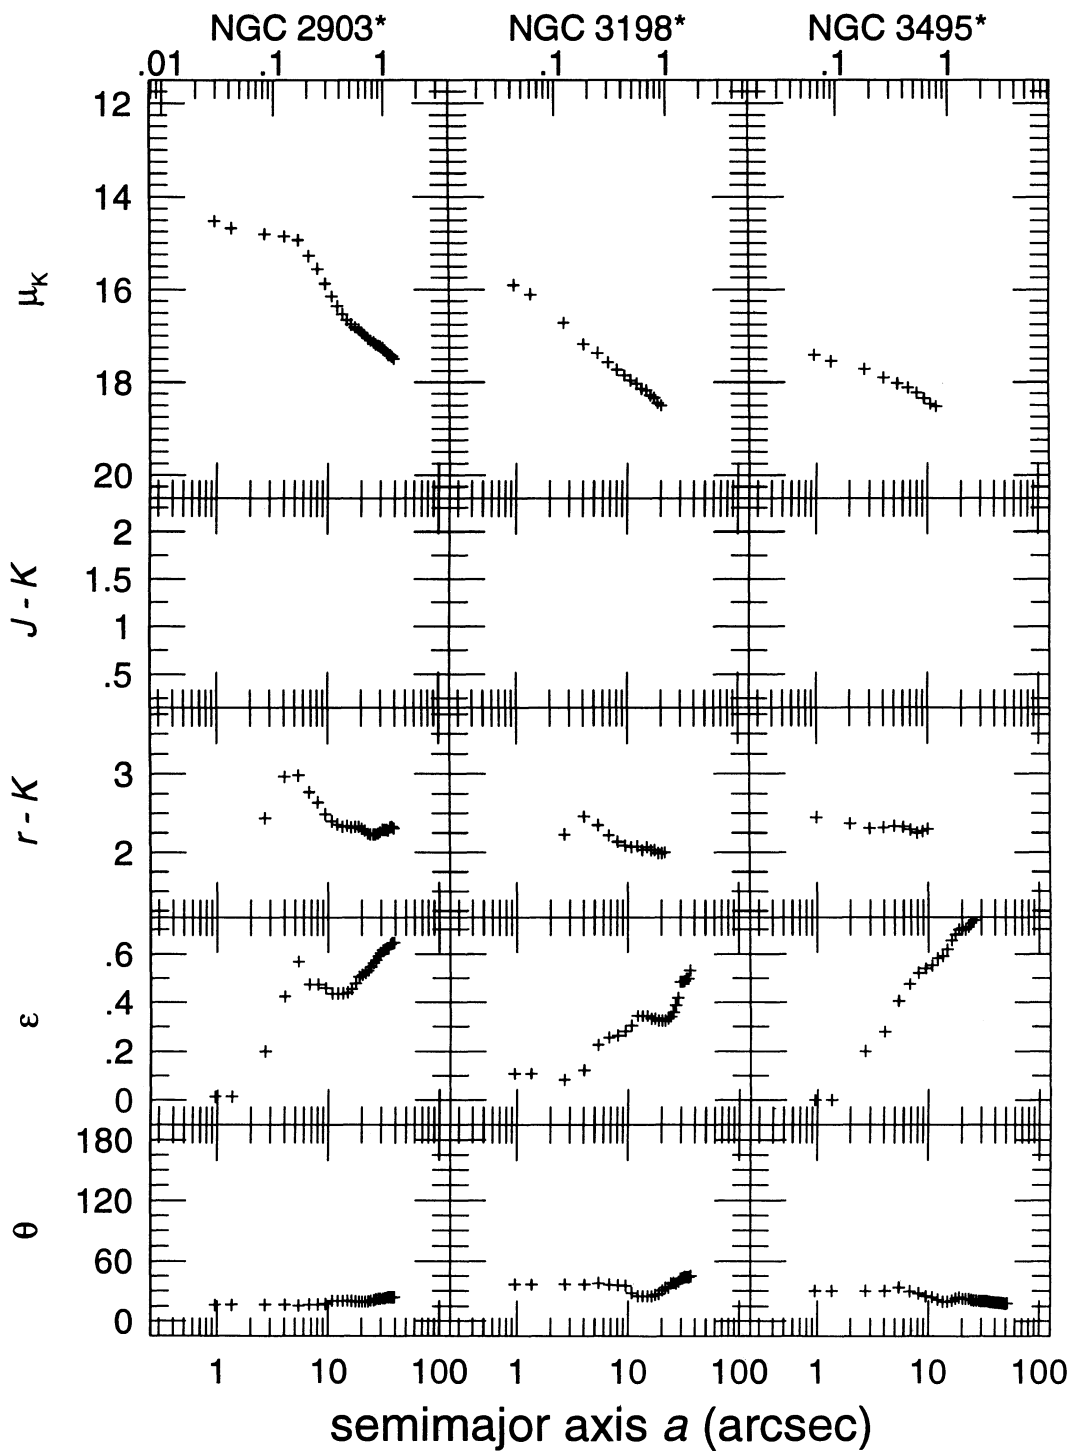 NGC 2903* NGC 3198* NGC 3495*
.01 .1 1 .1 1 .1 1
12
14
μK
16
18
20
2
J - K
1.5
1
.5
3
r - K
2
.6
ε
.4
.2
0
180
120
θ
60
0
1 10 100 1 10 100 1 10 100
semimajor axis a (arcsec)